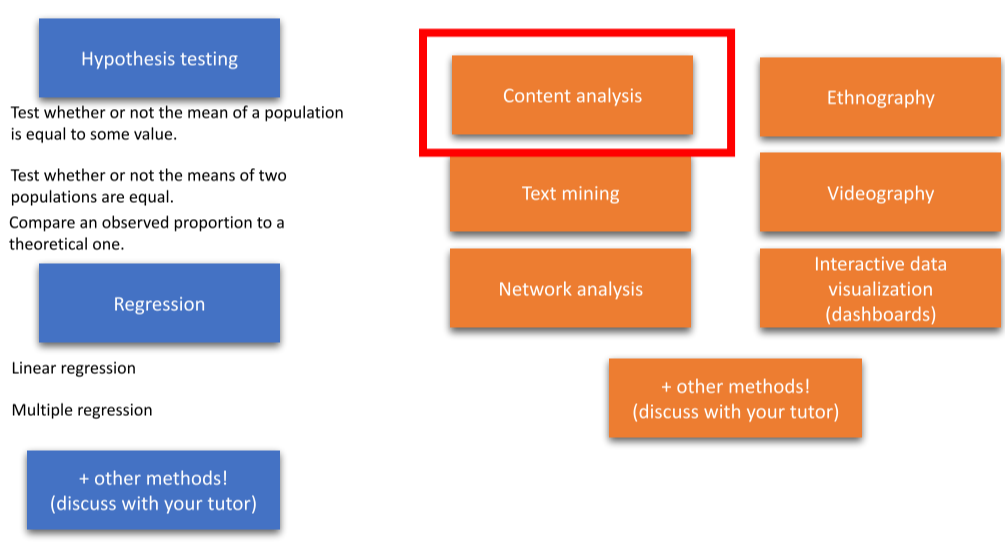 Hypothesis testing
Test whether or not the mean of a population
is equal to some value.
Test whether or not the means of two
populations are equal.
Compare an observed proportion to a
theoretical one.
Regression
Linear regression
Multiple regression
+ other methods!
(discuss with your tutor)
Content analysis
Ethnography
Text mining
Videography
Network analysis
Interactive data
visualization
(dashboards)
+ other methods!
(discuss with your tutor)